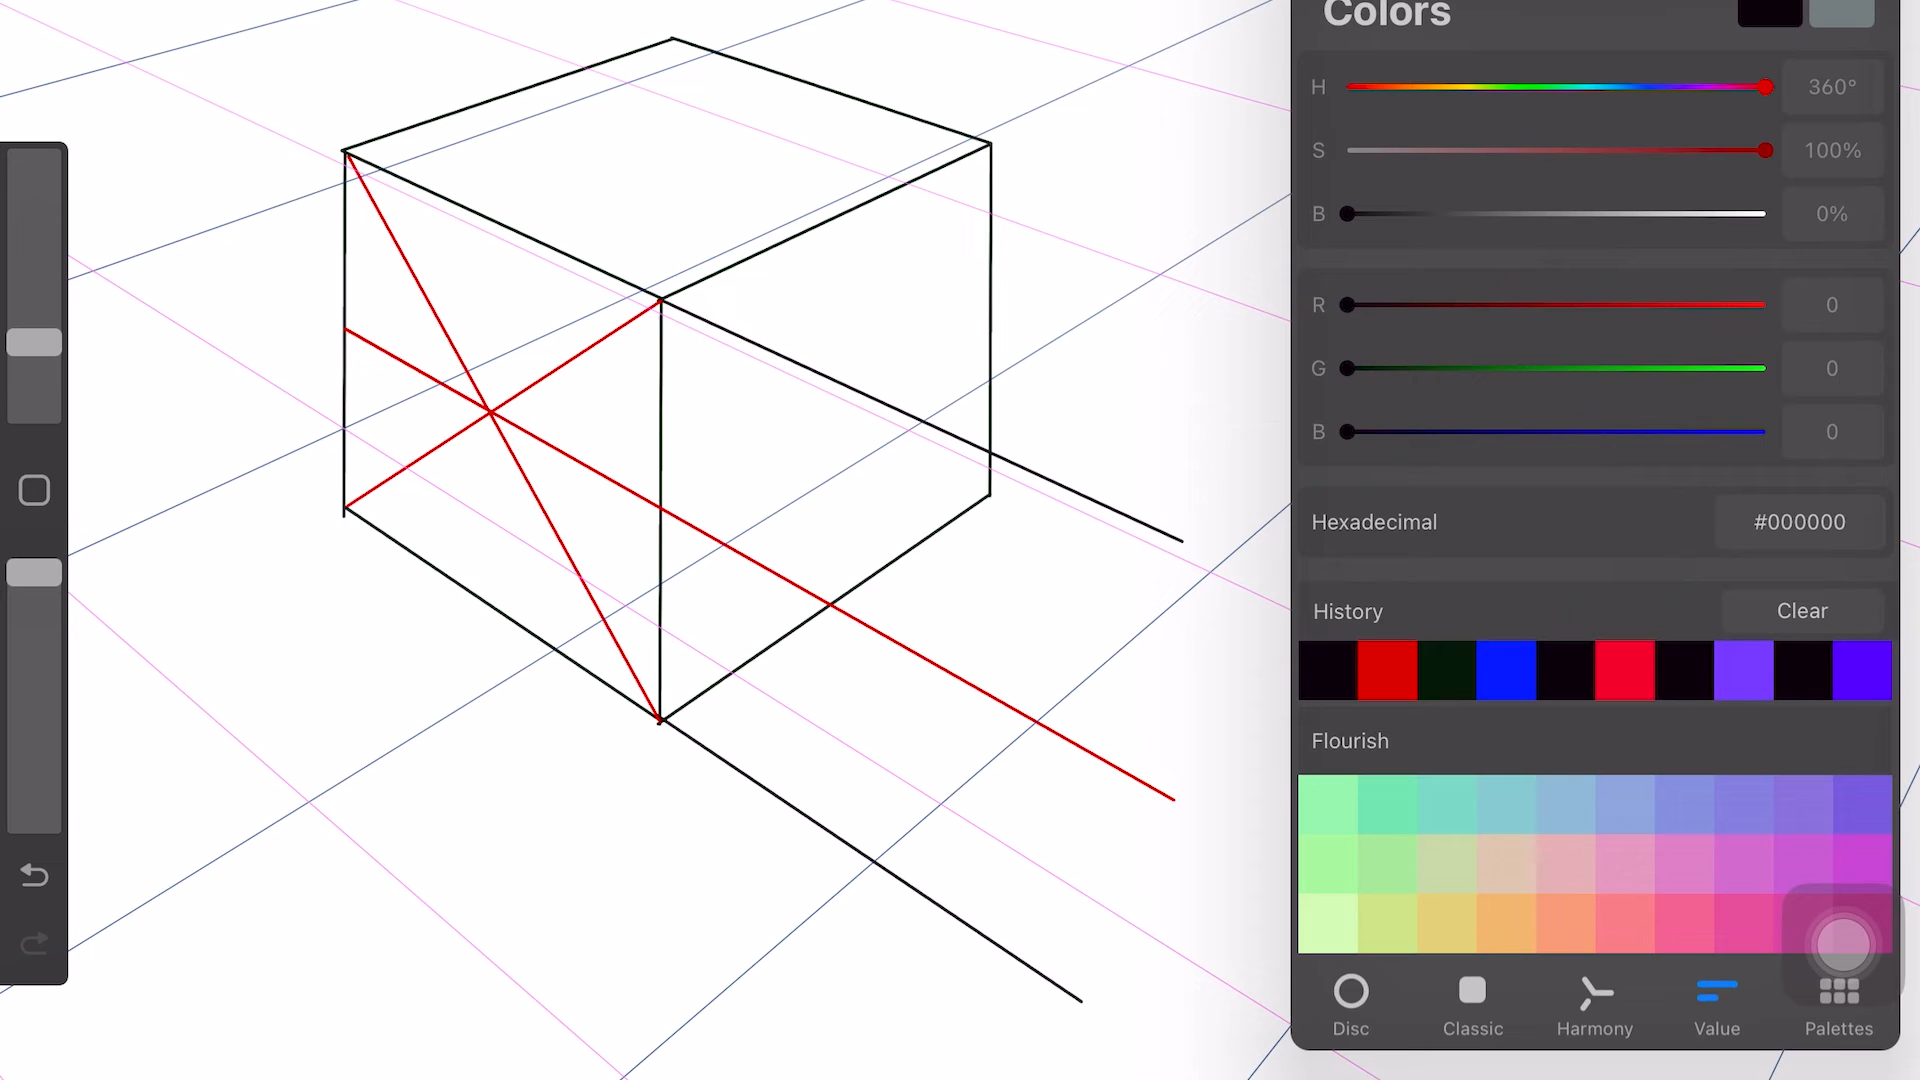 Colors
H 360°
S 100%
B 0%
R 0
G 0
B 0
Hexadecimal #000000
History Clear
Flourish
Disc Classic Harmony Value Palettes